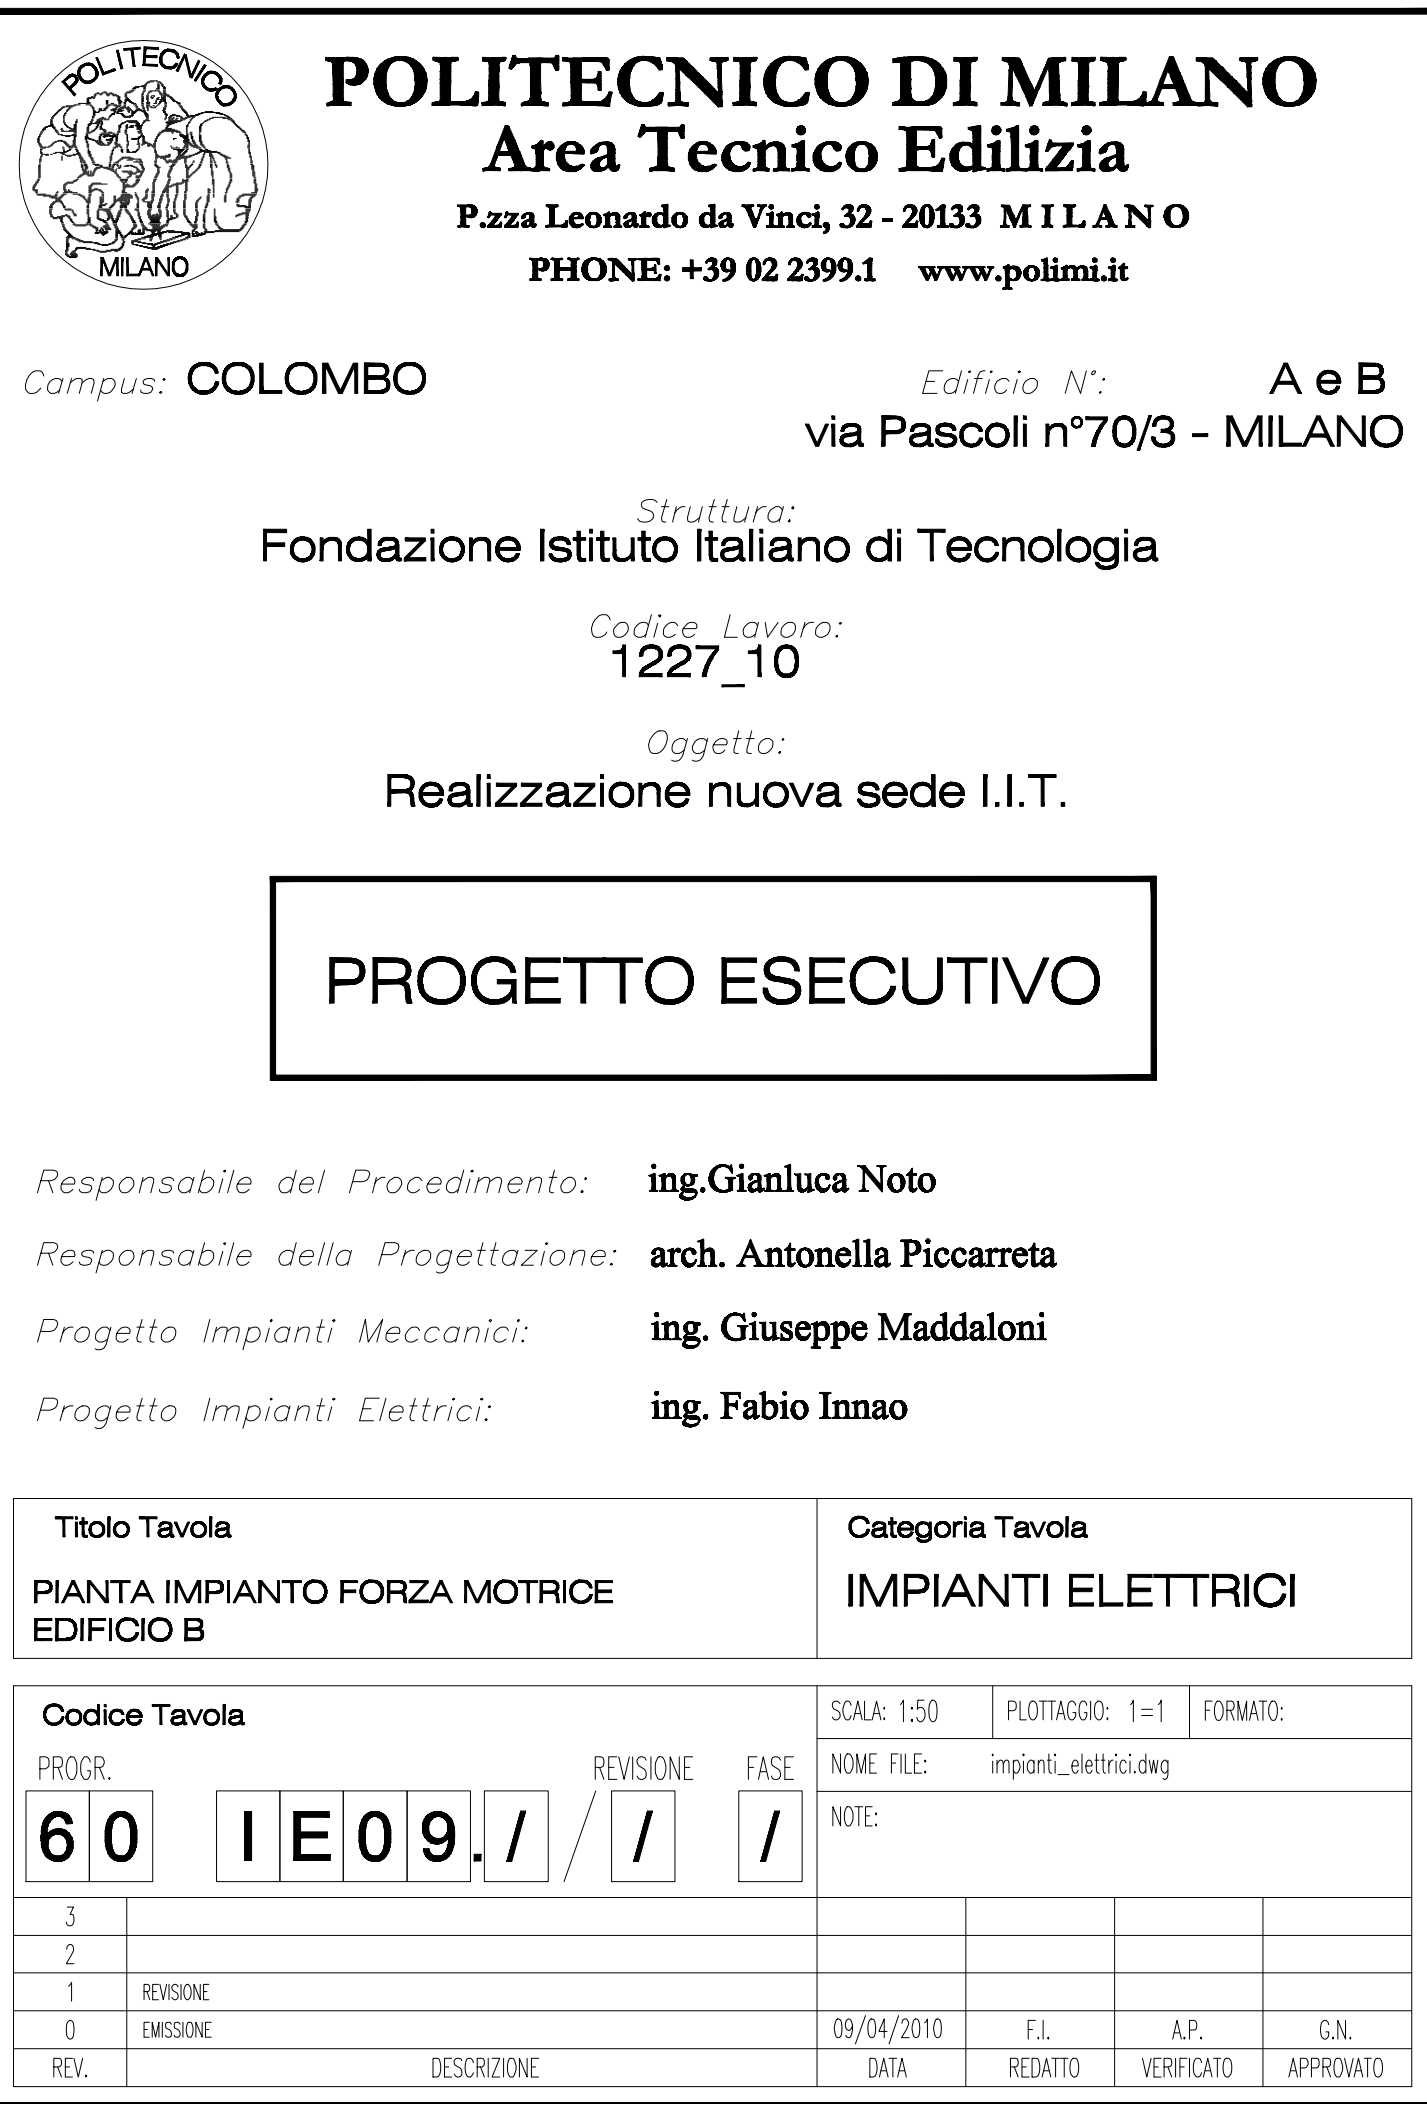 POLITECNICO
MILANO
POLITECNICO DI MILANO
Area Tecnico Edilizia
P.zza Leonardo da Vinci, 32 - 20133 M I L A N O
PHONE: +39 02 2399.1 www.polimi.it
Campus: COLOMBO
Edificio N°: A e B
via Pascoli n°70/3 - MILANO
Struttura:
Fondazione Istituto Italiano di Tecnologia
Codice Lavoro:
1227_10
Oggetto:
Realizzazione nuova sede I.I.T.
PROGETTO ESECUTIVO
Responsabile del Procedimento: ing.Gianluca Noto
Responsabile della Progettazione: arch. Antonella Piccarreta
Progetto Impianti Meccanici: ing. Giuseppe Maddaloni
Progetto Impianti Elettrici: ing. Fabio Innao
Titolo Tavola
PIANTA IMPIANTO FORZA MOTRICE
EDIFICIO B
Categoria Tavola
IMPIANTI ELETTRICI
Codice Tavola
PROGR. REVISIONE FASE
60 IE09./ / / /
SCALA: 1:50 PLOTTAGGIO: 1=1 FORMATO:
NOME FILE: impianti_elettrici.dwg
NOTE:
3
2
1 REVISIONE
0 EMISSIONE 09/04/2010 F.I. A.P. G.N.
REV. DESCRIZIONE DATA REDATTO VERIFICATO APPROVATO